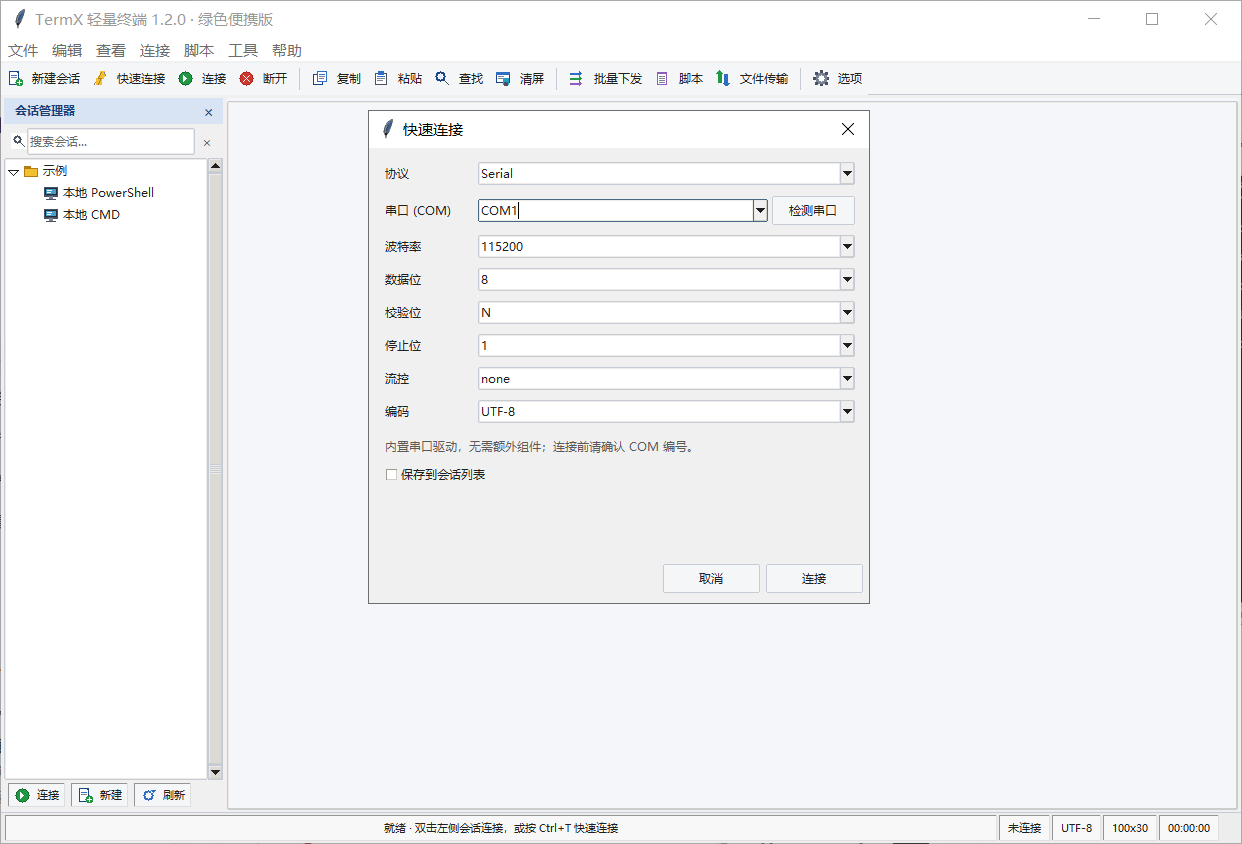 TermX 轻量终端 1.2.0 · 绿色便携版
文件 编辑 查看 连接 脚本 工具 帮助
新建会话 快速连接 连接 断开 复制 粘贴 查找 清屏 批量下发 脚本 文件传输 选项
会话管理器
搜索会话...
示例
本地 PowerShell
本地 CMD
快速连接
协议 Serial
串口 (COM) COM1 检测串口
波特率 115200
数据位 8
校验位 N
停止位 1
流控 none
编码 UTF-8
内置串口驱动，无需额外组件；连接前请确认 COM 编号。
保存到会话列表
取消 连接
连接 新建 刷新
就绪 · 双击左侧会话连接，或按 Ctrl+T 快速连接 未连接 UTF-8 100x30 00:00:00